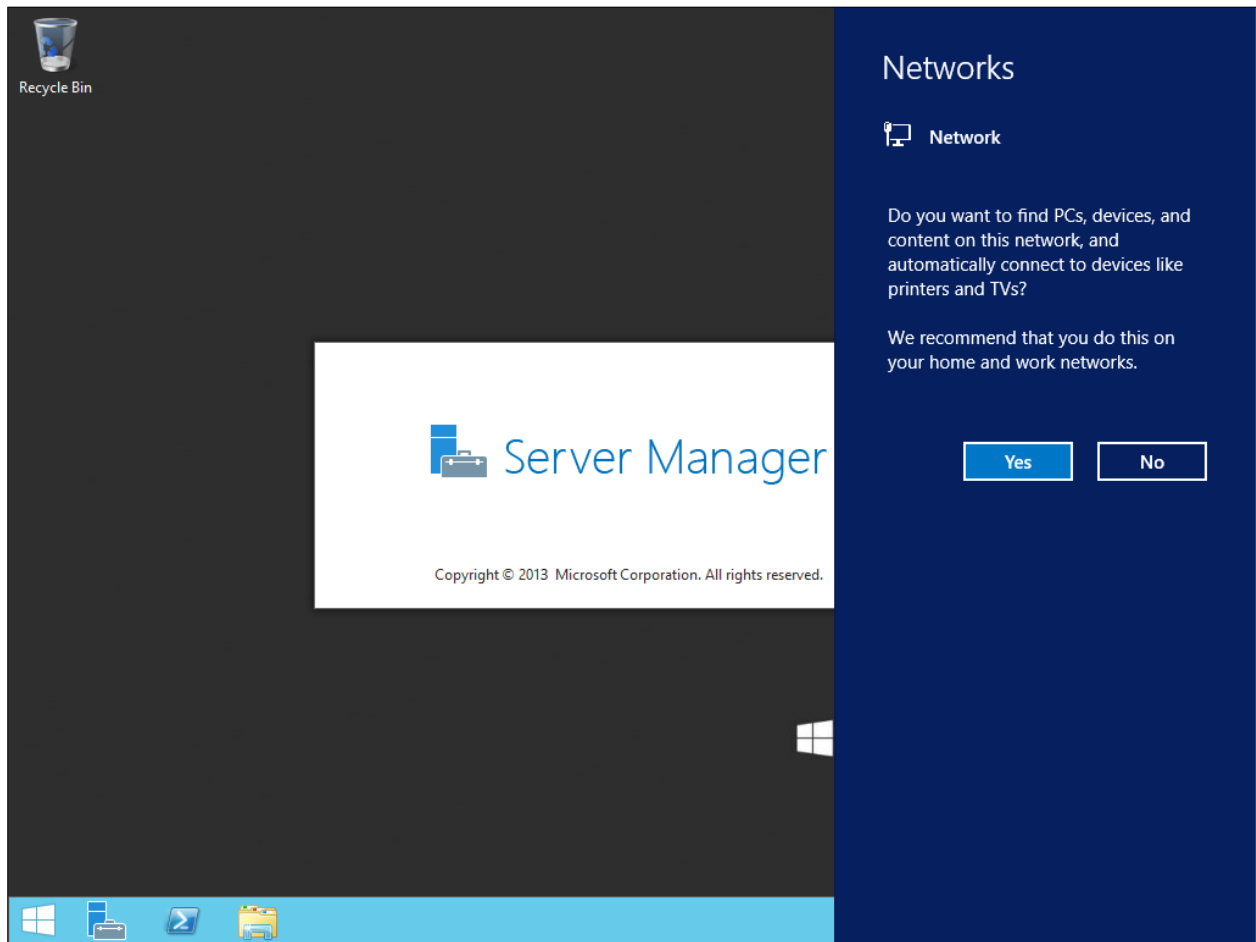 Recycle Bin
Server Manager
Copyright © 2013 Microsoft Corporation. All rights reserved.
Networks
Network
Do you want to find PCs, devices, and
content on this network, and
automatically connect to devices like
printers and TVs?
We recommend that you do this on
your home and work networks.
Yes
No